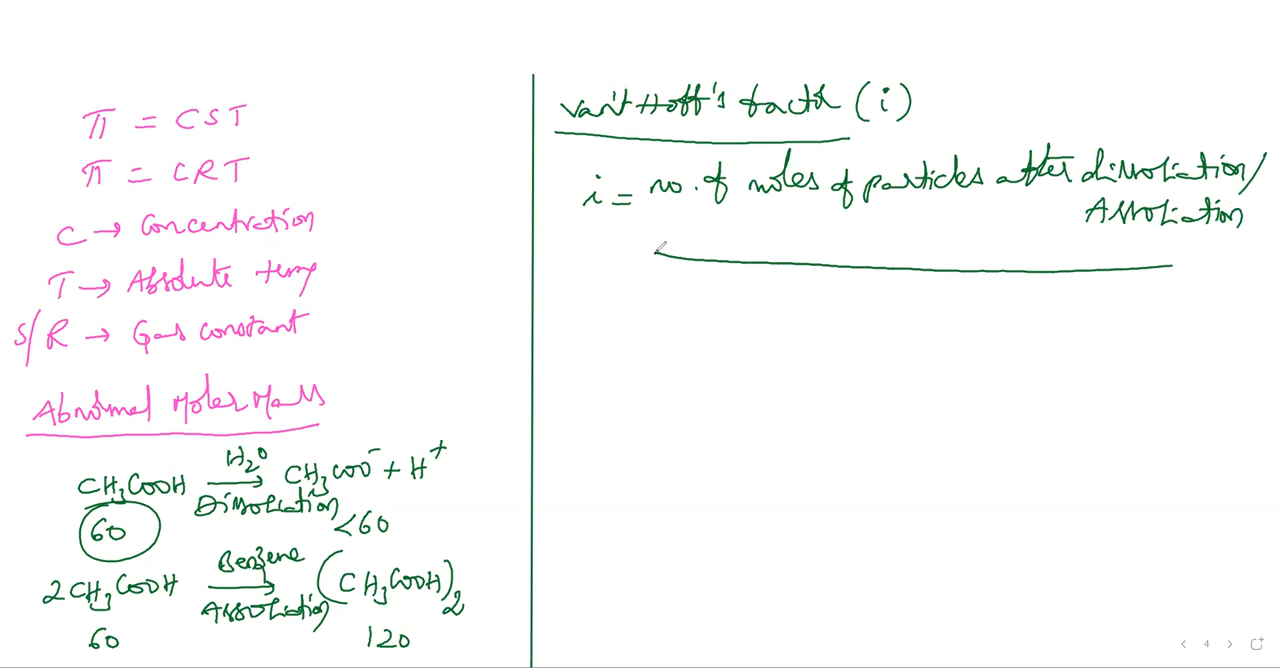 π = CST
π = CRT
C → Concentration
T → Absolute temp
S/R → Gas constant
Abnormal Molar Mass
CH₃COOH H₂O → Dissociation CH₃COO⁻ + H⁺
60 <60
2CH₃COOH Benzene → Association (CH₃COOH)₂
60 120
Van't Hoff's factor (i)
i = no. of moles of particles after dissociation/
Association
4